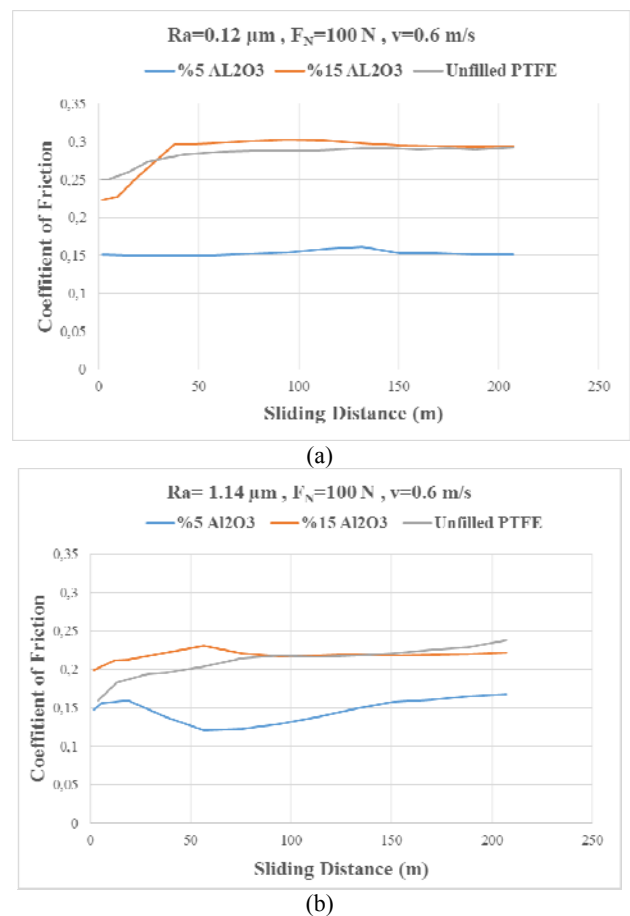 Ra=0.12 μm , FN=100 N , v=0.6 m/s
%5 AL2O3 %15 AL2O3 Unfilled PTFE
0,35
0,3
0,25
0,2
0,15
0,1
0,05
0
Coeffitient of Friction
0 50 100 150 200 250
Sliding Distance (m)
(a)
Ra= 1.14 μm , FN=100 N , v=0.6 m/s
%5 Al2O3 %15 Al2O3 Unfilled PTFE
0,35
0,3
0,25
0,2
0,15
0,1
0,05
0
Coeffitient of Friction
0 50 100 150 200 250
Sliding Distance (m)
(b)